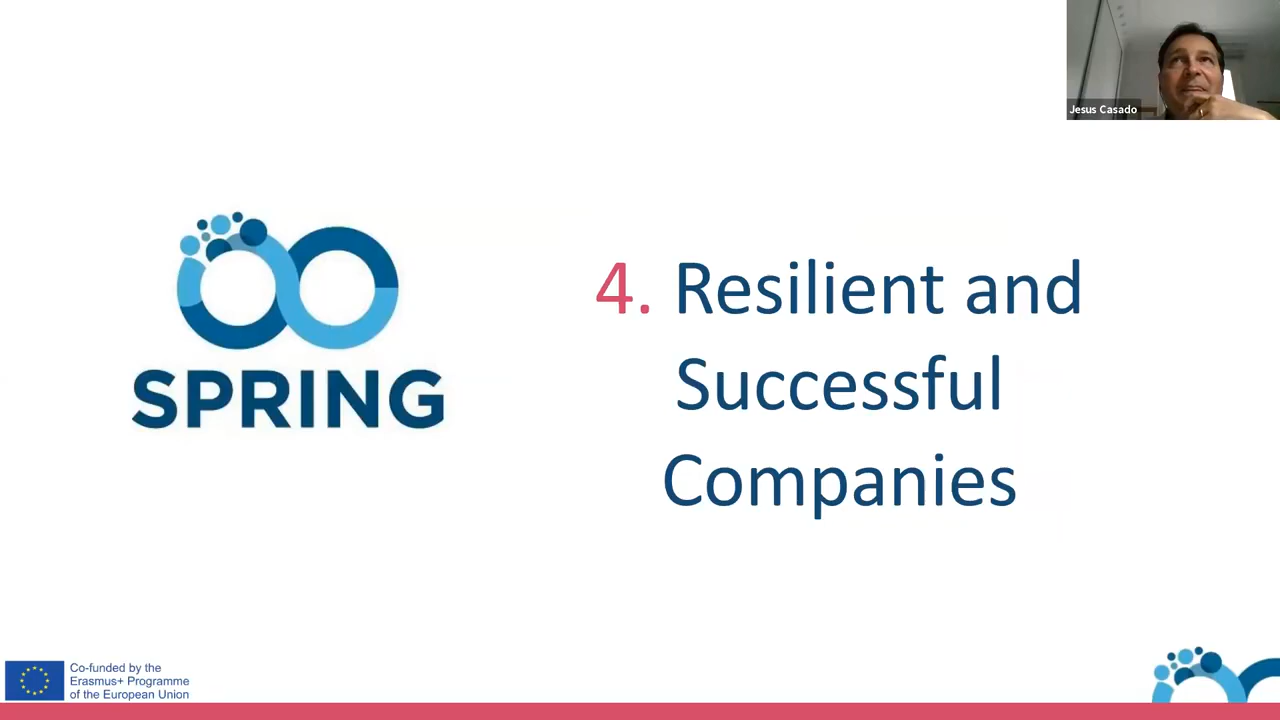 Jesus Casado
4. Resilient and
Successful
Companies
SPRING
Co-funded by the
Erasmus+ Programme
of the European Union